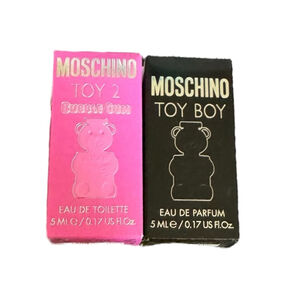 MOSCHINO
TOY 2
BUBBLE GUM
EAU DE TOILETTE
5 ML ℮ / 0.17 US Fl.Oz.
MOSCHINO
TOY BOY
EAU DE PARFUM
5 ML ℮ / 0.17 US Fl.Oz.